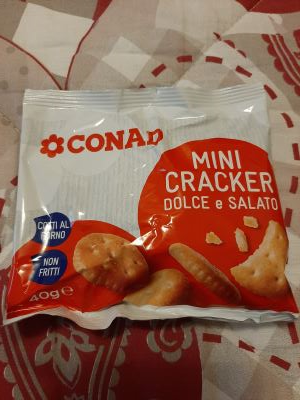 CONAD
MINI
CRACKER
DOLCE e SALATO
COTTI AL
FORNO
NON
FRITTI
40g e